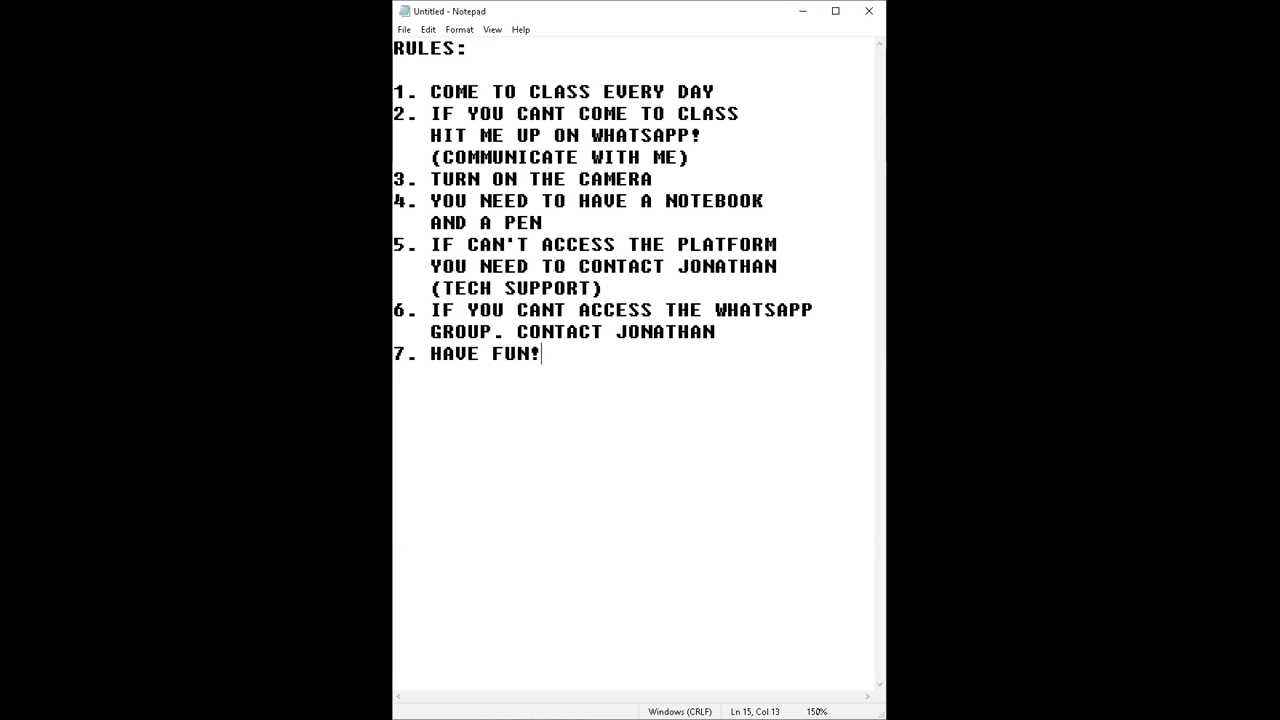 Untitled - Notepad
File Edit Format View Help
RULES:
1. COME TO CLASS EVERY DAY
2. IF YOU CANT COME TO CLASS
HIT ME UP ON WHATSAPP!
(COMMUNICATE WITH ME)
3. TURN ON THE CAMERA
4. YOU NEED TO HAVE A NOTEBOOK
AND A PEN
5. IF CAN'T ACCESS THE PLATFORM
YOU NEED TO CONTACT JONATHAN
(TECH SUPPORT)
6. IF YOU CANT ACCESS THE WHATSAPP
GROUP. CONTACT JONATHAN
7. HAVE FUN!
Windows (CRLF) Ln 15, Col 13 150%